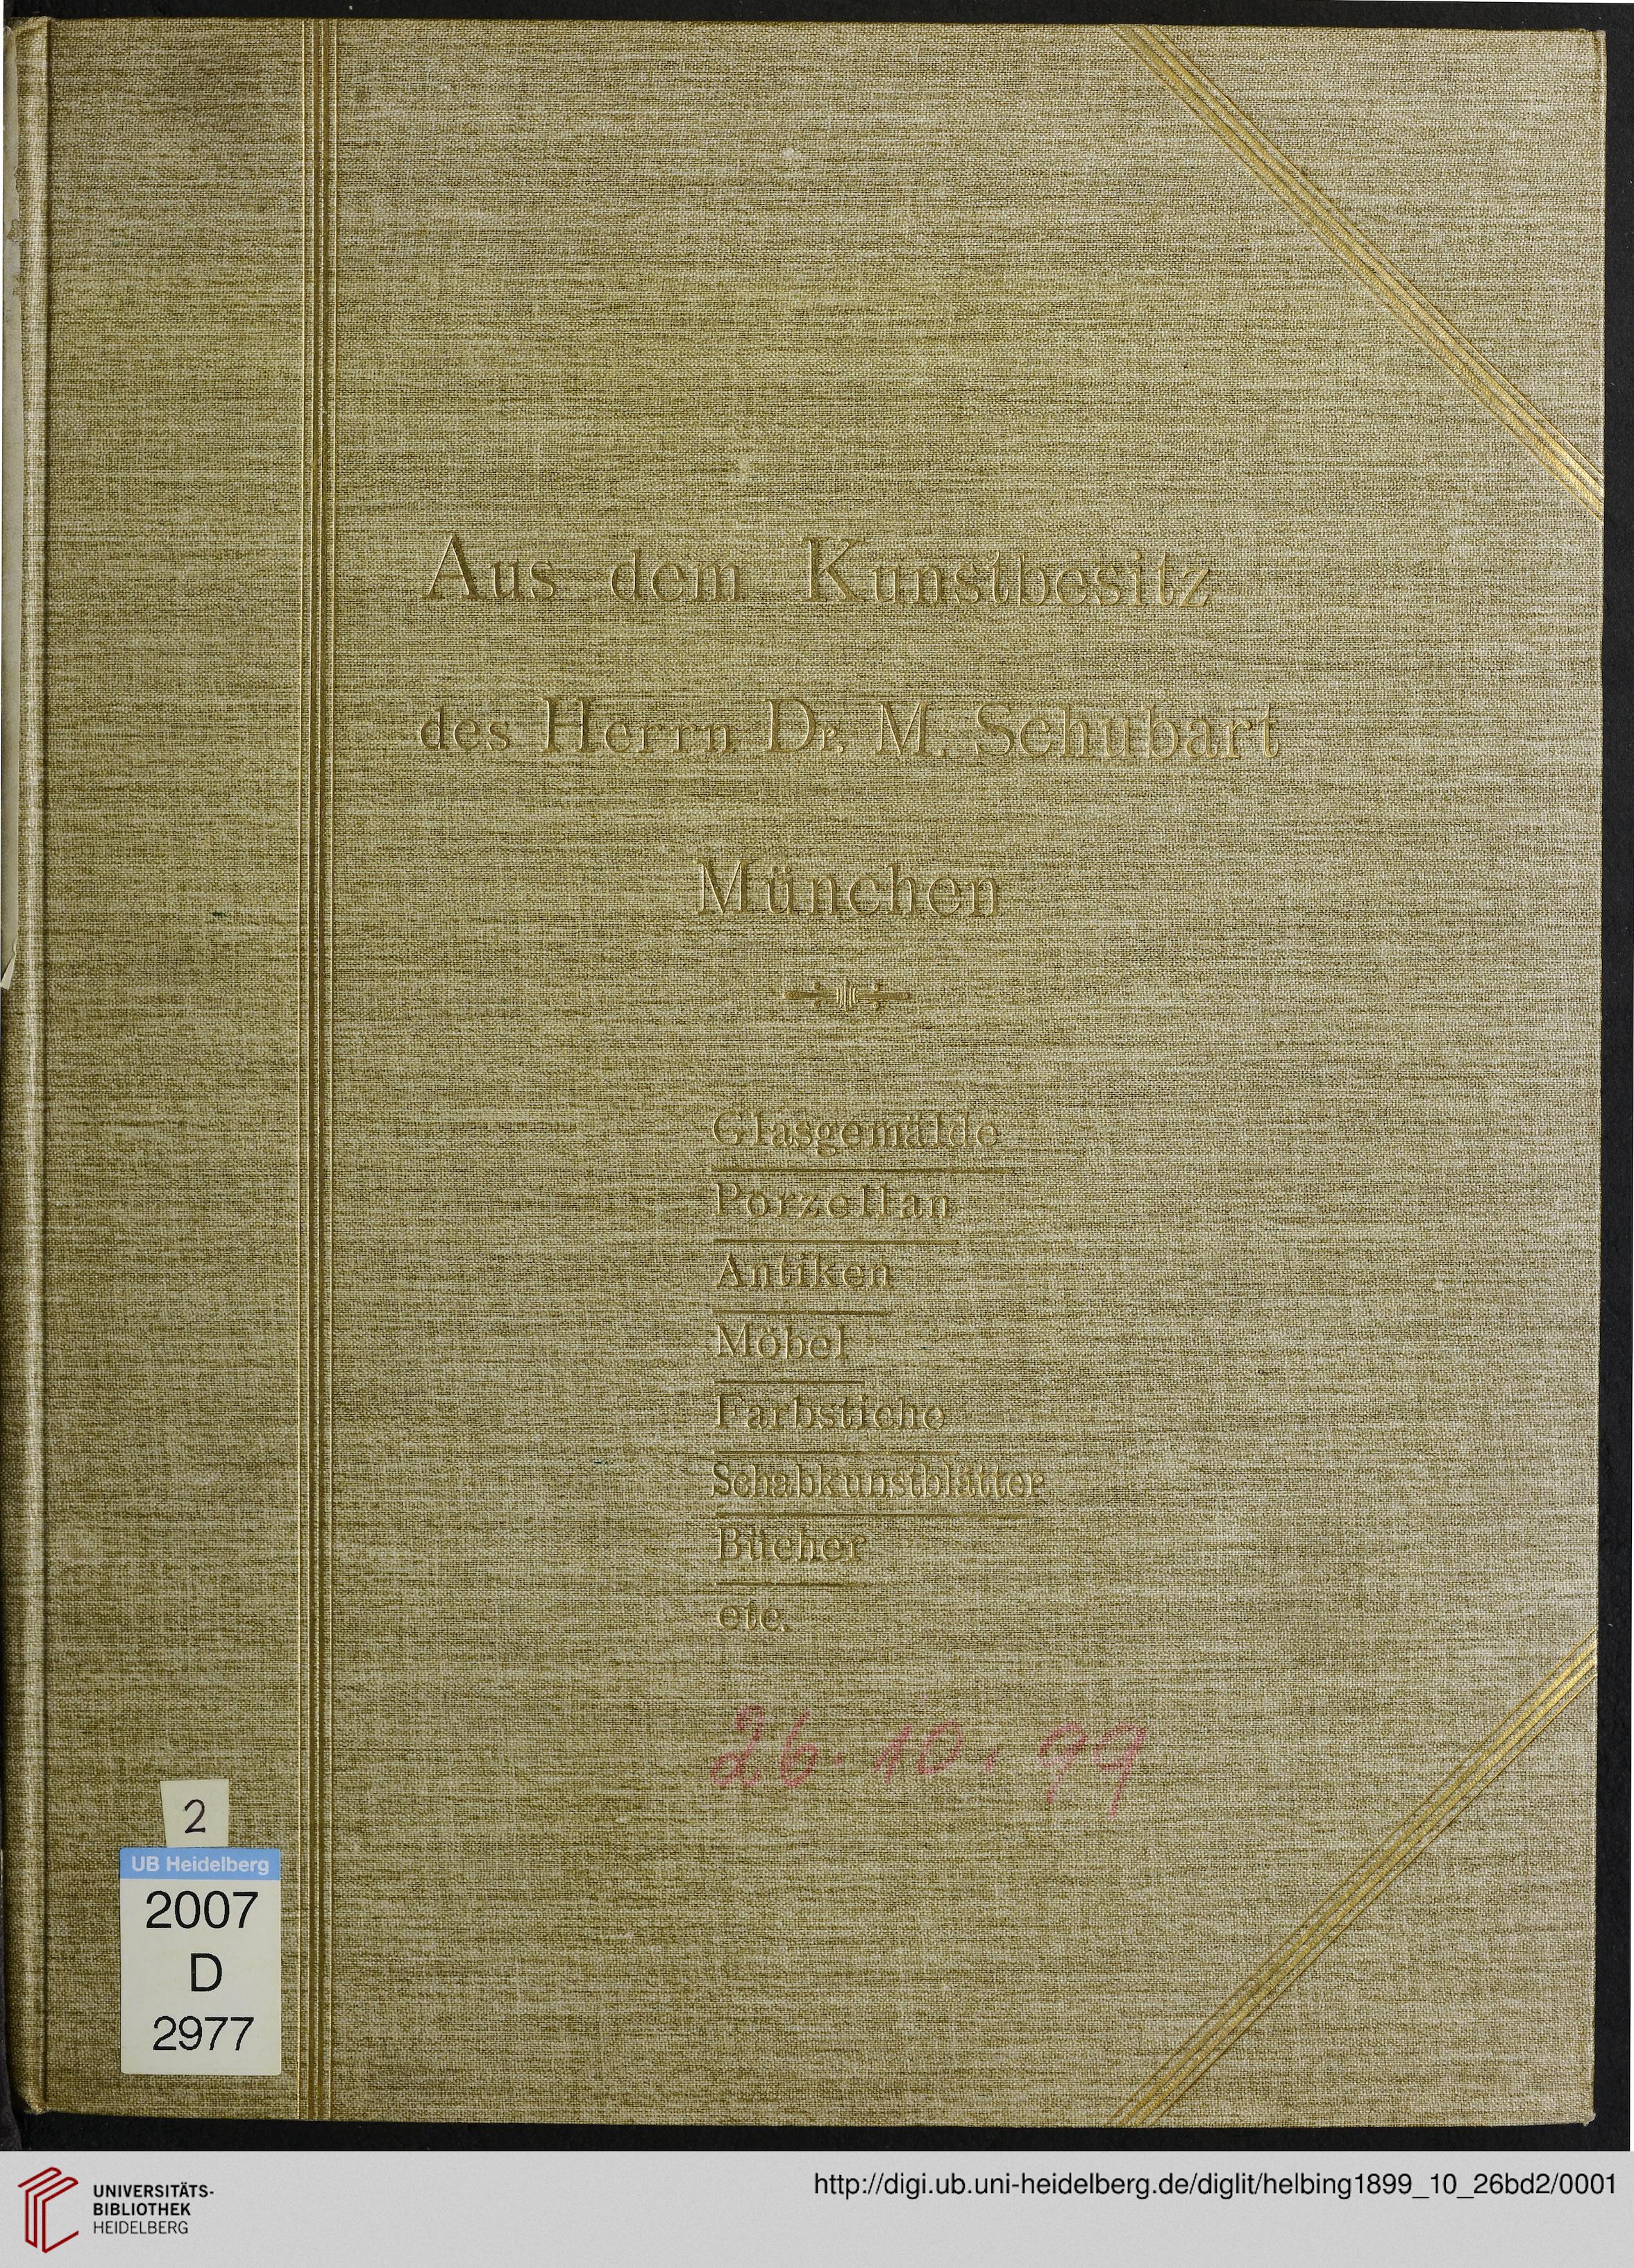 Aus dem Kunstbesitz
des Herrn Dr. M. Schubart
München
Glasgemälde
Porzellan
Antiken
Möbel
Farbstiche
Schabkunstblätter
Bücher
etc.
26. 10. 99
2
UB Heidelberg
2007
D
2977
UNIVERSITÄTS-
BIBLIOTHEK
HEIDELBERG
http://digi.ub.uni-heidelberg.de/diglit/helbing1899_10_26bd2/0001